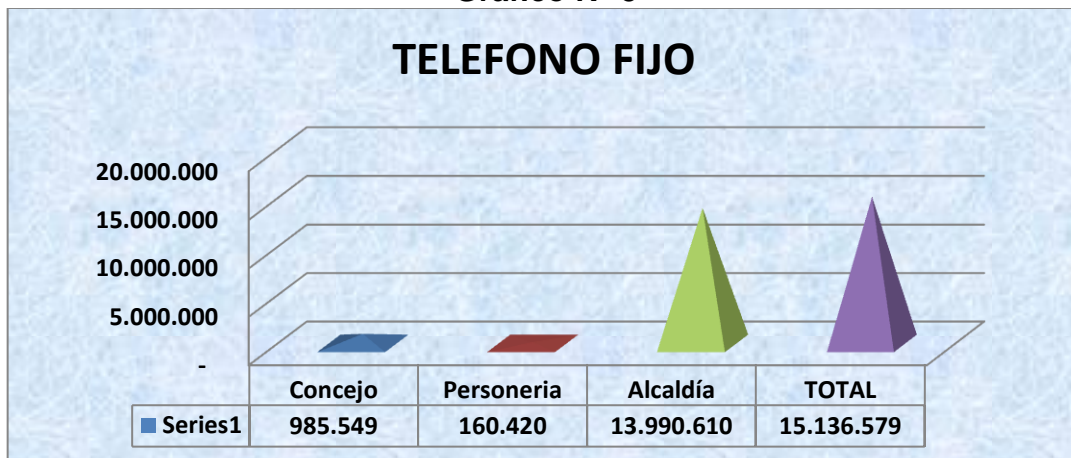 TELEFONO FIJO
20.000.000
15.000.000
10.000.000
5.000.000
-
Concejo Personeria Alcaldía TOTAL
Series1 985.549 160.420 13.990.610 15.136.579